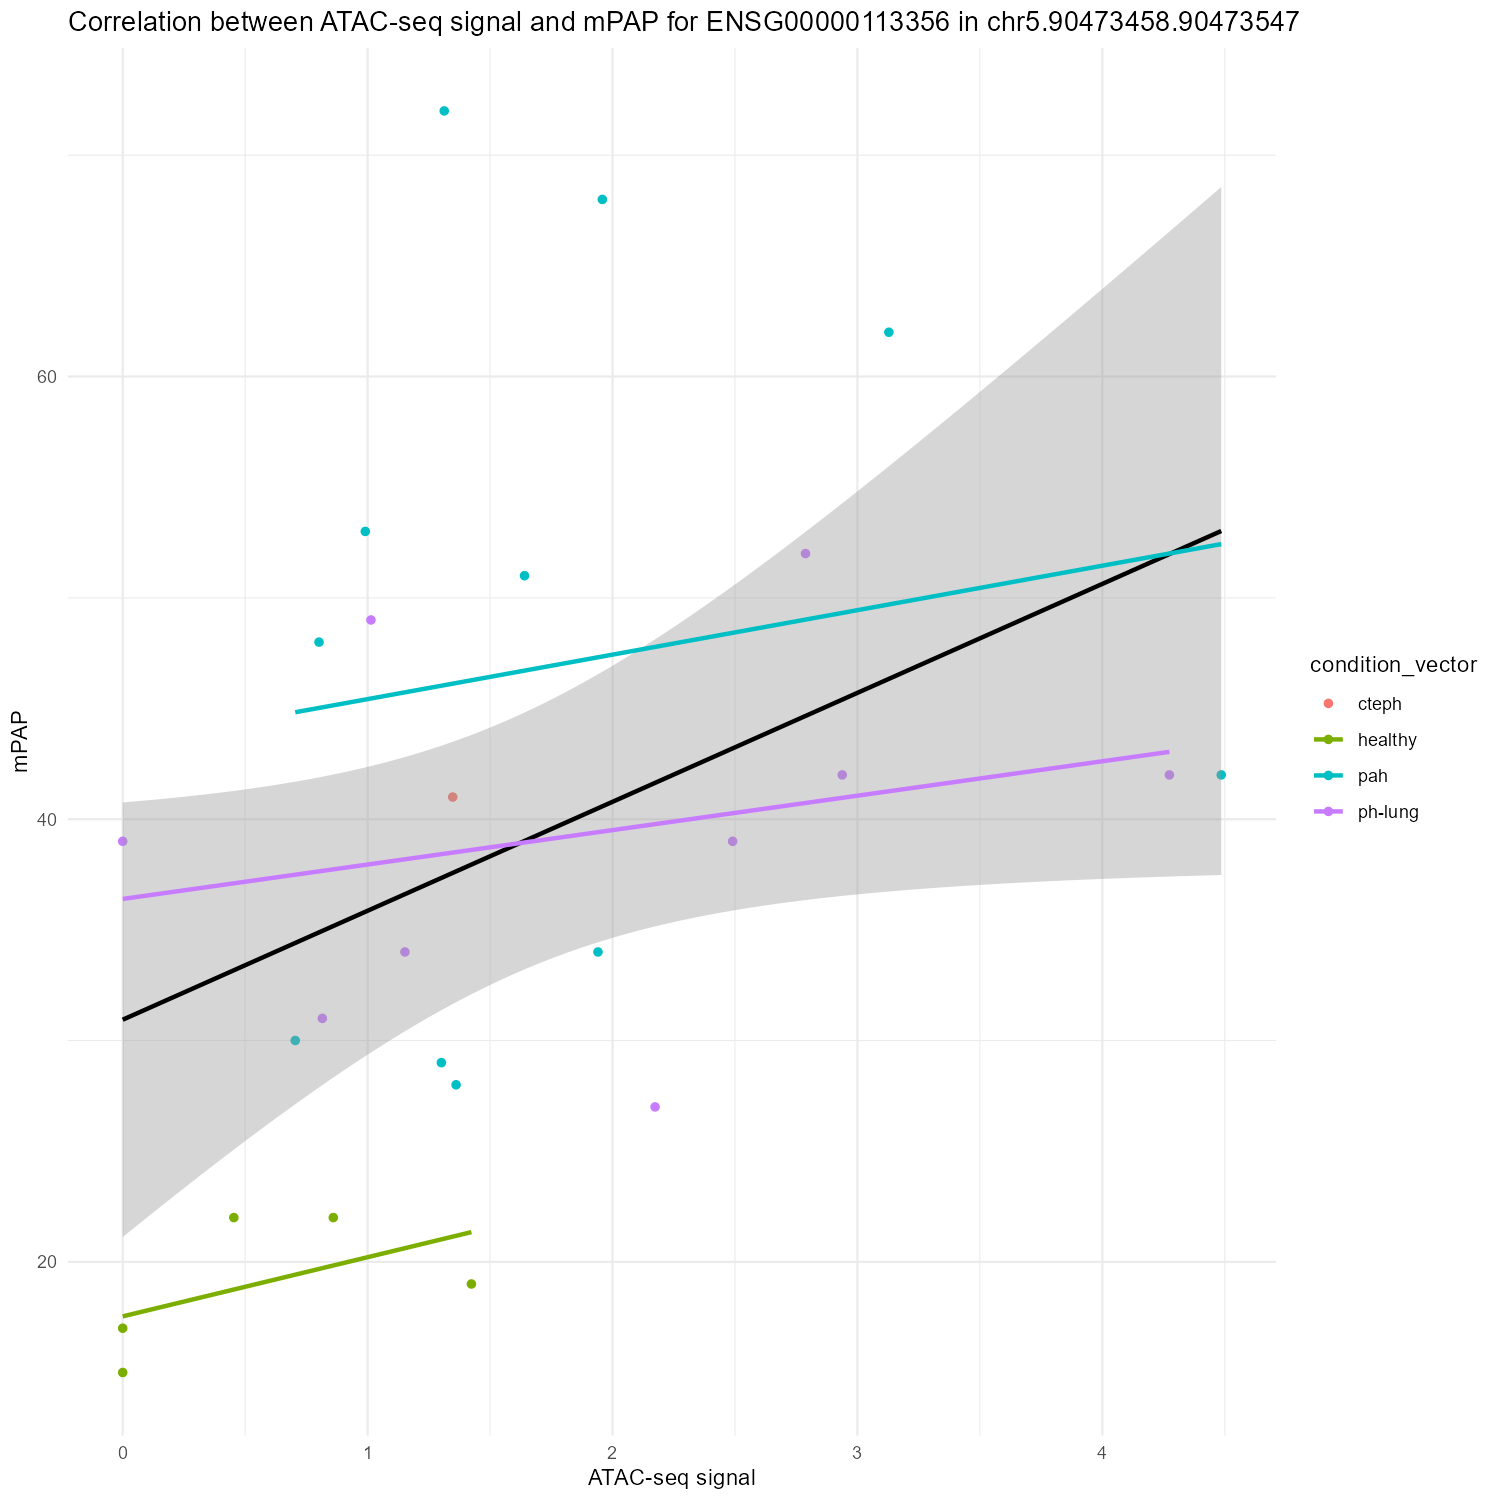 Correlation between ATAC-seq signal and mPAP for ENSG00000113356 in chr5.90473458.90473547
mPAP
60
40
20
0 1 2 3 4
ATAC-seq signal
condition_vector
cteph
healthy
pah
ph-lung